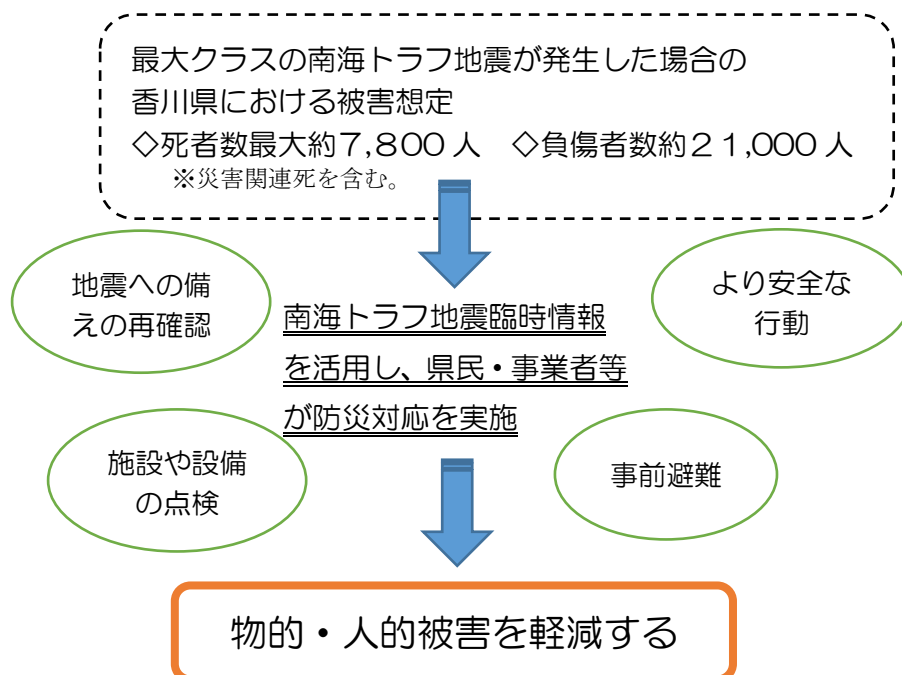 最大クラスの南海トラフ地震が発生した場合の
香川県における被害想定
◇死者数最大約７,８００人　◇負傷者数約２１,０００人
※災害関連死を含む。
地震への備
えの再確認
より安全な
行動
南海トラフ地震臨時情報
を活用し、県民・事業者等
が防災対応を実施
施設や設備
の点検
事前避難
物的・人的被害を軽減する